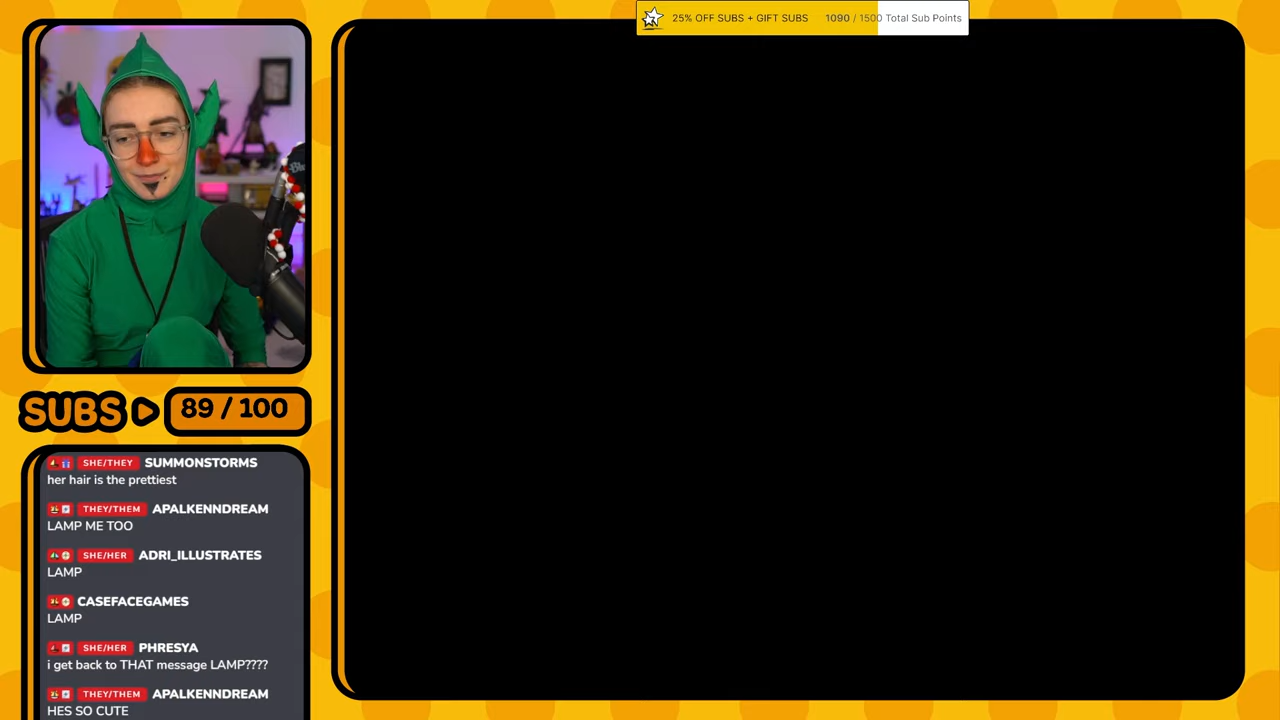 25% OFF SUBS + GIFT SUBS 1090 / 1500 Total Sub Points
SUBS 89 / 100
SHE/THEY SUMMONSTORMS
her hair is the prettiest
THEY/THEM APALKENNDREAM
LAMP ME TOO
SHE/HER ADRI_ILLUSTRATES
LAMP
CASEFACEGAMES
LAMP
SHE/HER PHRESYA
i get back to THAT message LAMP????
THEY/THEM APALKENNDREAM
HES SO CUTE